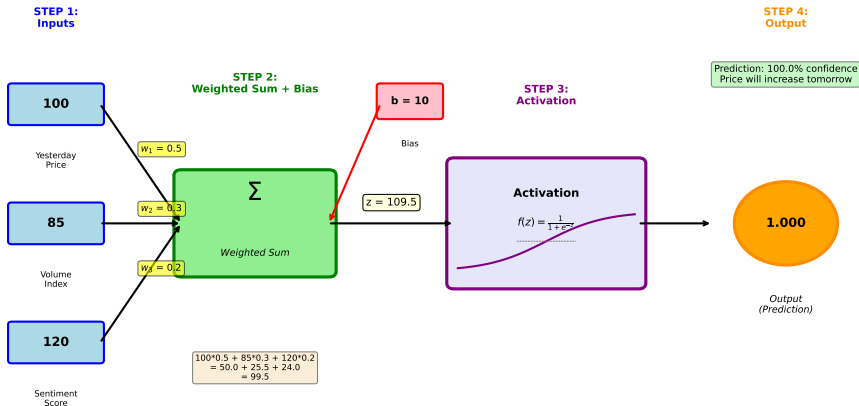 STEP 1:
Inputs
STEP 2:
Weighted Sum + Bias
STEP 3:
Activation
STEP 4:
Output
Prediction: 100.0% confidence
Price will increase tomorrow
100
Yesterday
Price
85
Volume
Index
120
Sentiment
Score
w₁ = 0.5
w₂ = 0.3
w₃ = 0.2
Σ
Weighted Sum
100*0.5 + 85*0.3 + 120*0.2
= 50.0 + 25.5 + 24.0
= 99.5
b = 10
Bias
z = 109.5
Activation
f(z) = 1/(1+e⁻ᶻ)
1.000
Output
(Prediction)